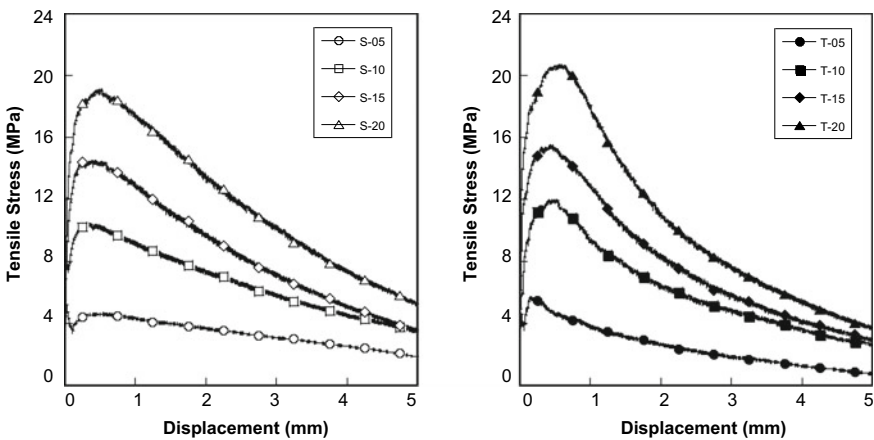 24
20
16
12
8
4
0
Tensile Stress (MPa)
S-05
S-10
S-15
S-20
0 1 2 3 4 5
Displacement (mm)
24
20
16
12
8
4
0
Tensile Stress (MPa)
T-05
T-10
T-15
T-20
0 1 2 3 4 5
Displacement (mm)